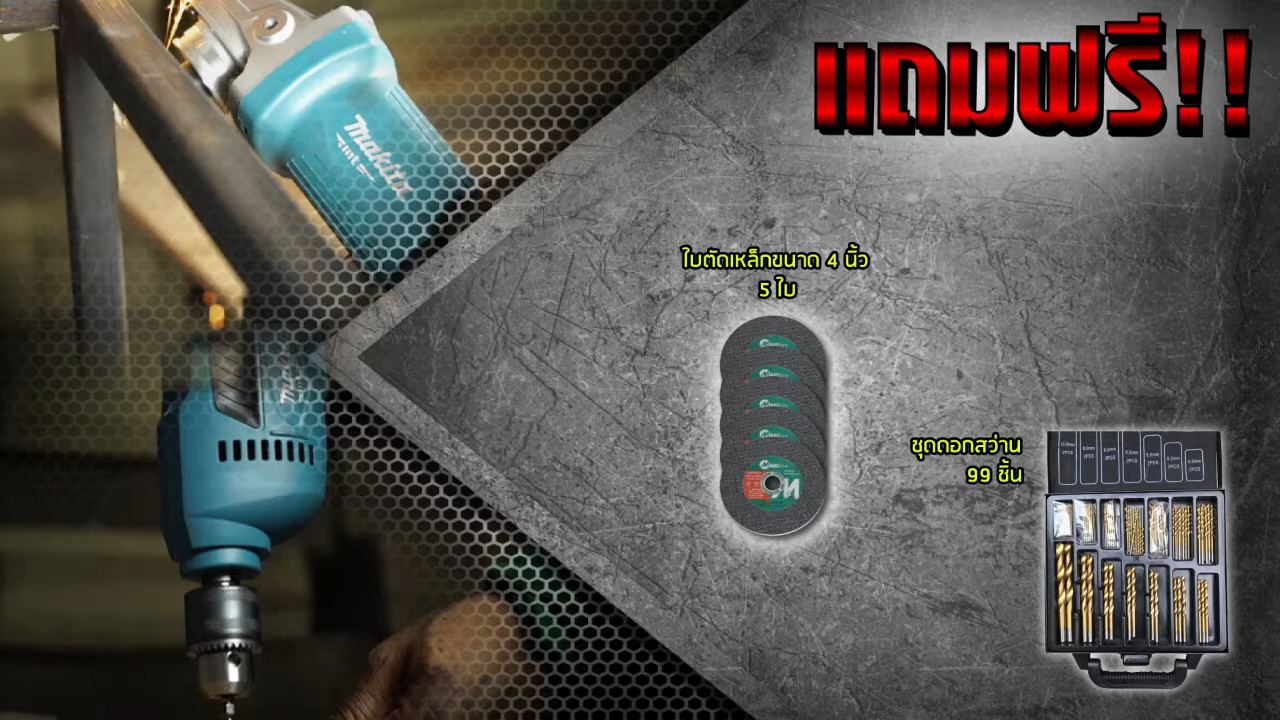 แถมฟรี!!
makita
mt
ใบตัดเหล็กขนาด 4 นิ้ว
5 ใบ
ชุดดอกสว่าน
99 ชิ้น